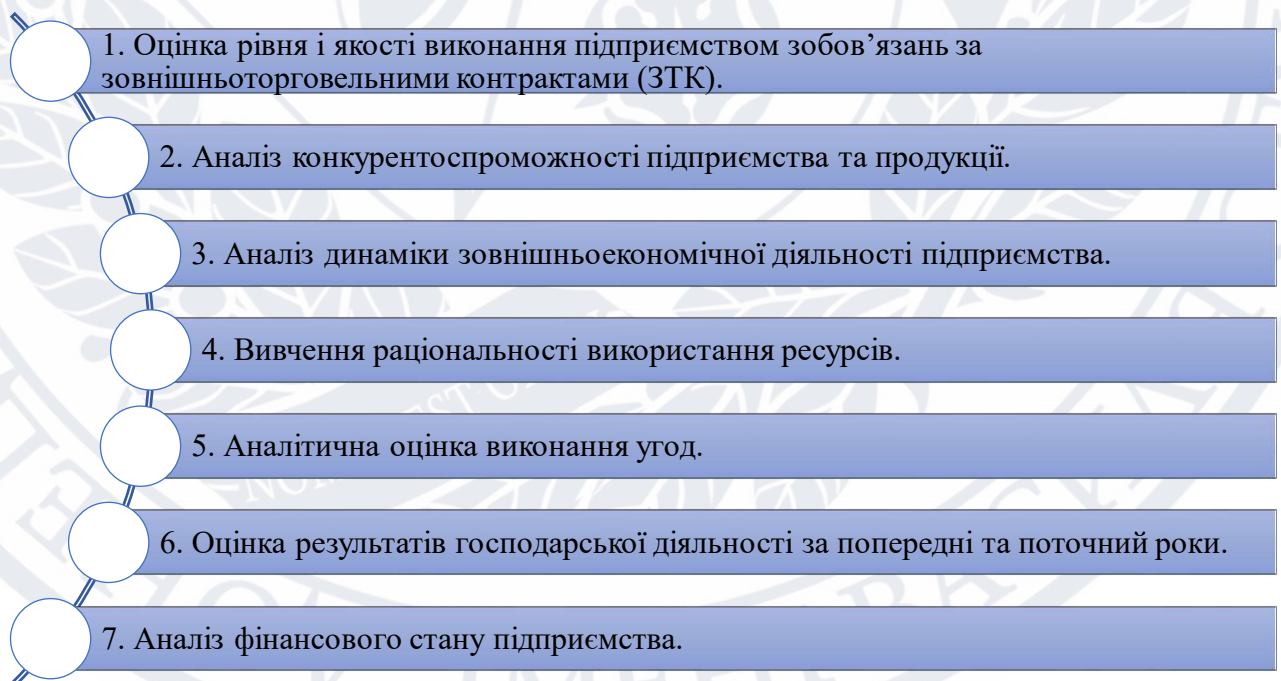 1. Оцінка рівня і якості виконання підприємством зобов’язань за
зовнішньоторговельними контрактами (ЗТК).
2. Аналіз конкурентоспроможності підприємства та продукції.
3. Аналіз динаміки зовнішньоекономічної діяльності підприємства.
4. Вивчення раціональності використання ресурсів.
5. Аналітична оцінка виконання угод.
6. Оцінка результатів господарської діяльності за попередні та поточний роки.
7. Аналіз фінансового стану підприємства.